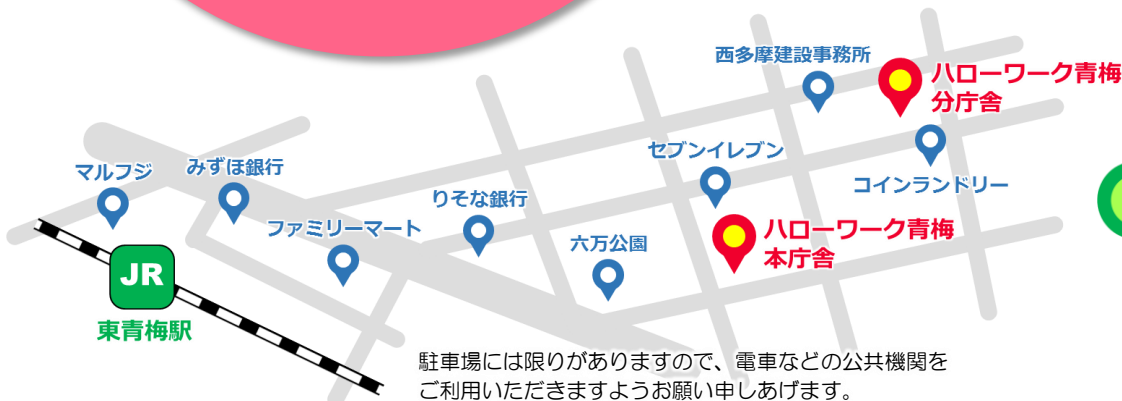 西多摩建設事務所
ハローワーク青梅
分庁舎
マルフジ
みずほ銀行
セブンイレブン
コインランドリー
りそな銀行
ファミリーマート
六万公園
ハローワーク青梅
本庁舎
JR
東青梅駅
駐車場には限りがありますので、電車などの公共機関を
ご利用いただきますようお願い申しあげます。